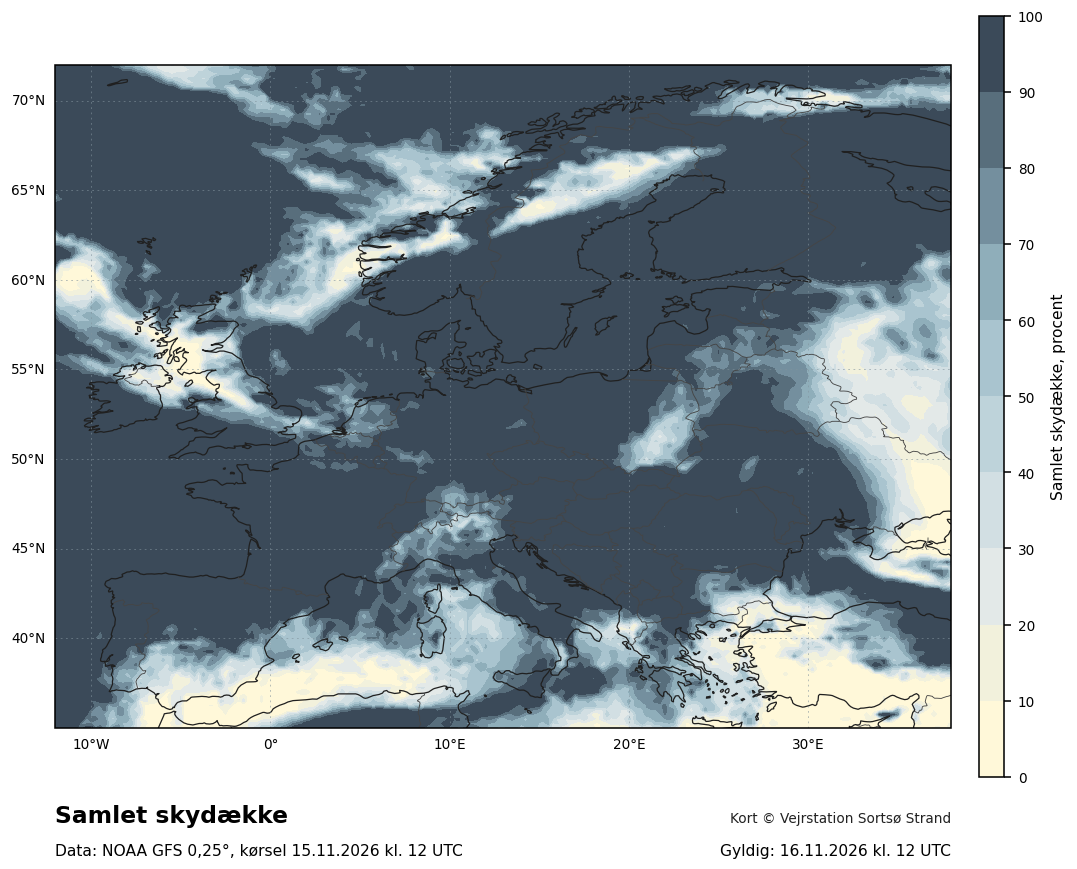 100
90
80
70
60
50
40
30
20
10
0
Samlet skydække, procent
70°N
65°N
60°N
55°N
50°N
45°N
40°N
10°W
0°
10°E
20°E
30°E
Samlet skydække
Kort © Vejrstation Sortsø Strand
Data: NOAA GFS 0,25°, kørsel 15.11.2026 kl. 12 UTC
Gyldig: 16.11.2026 kl. 12 UTC